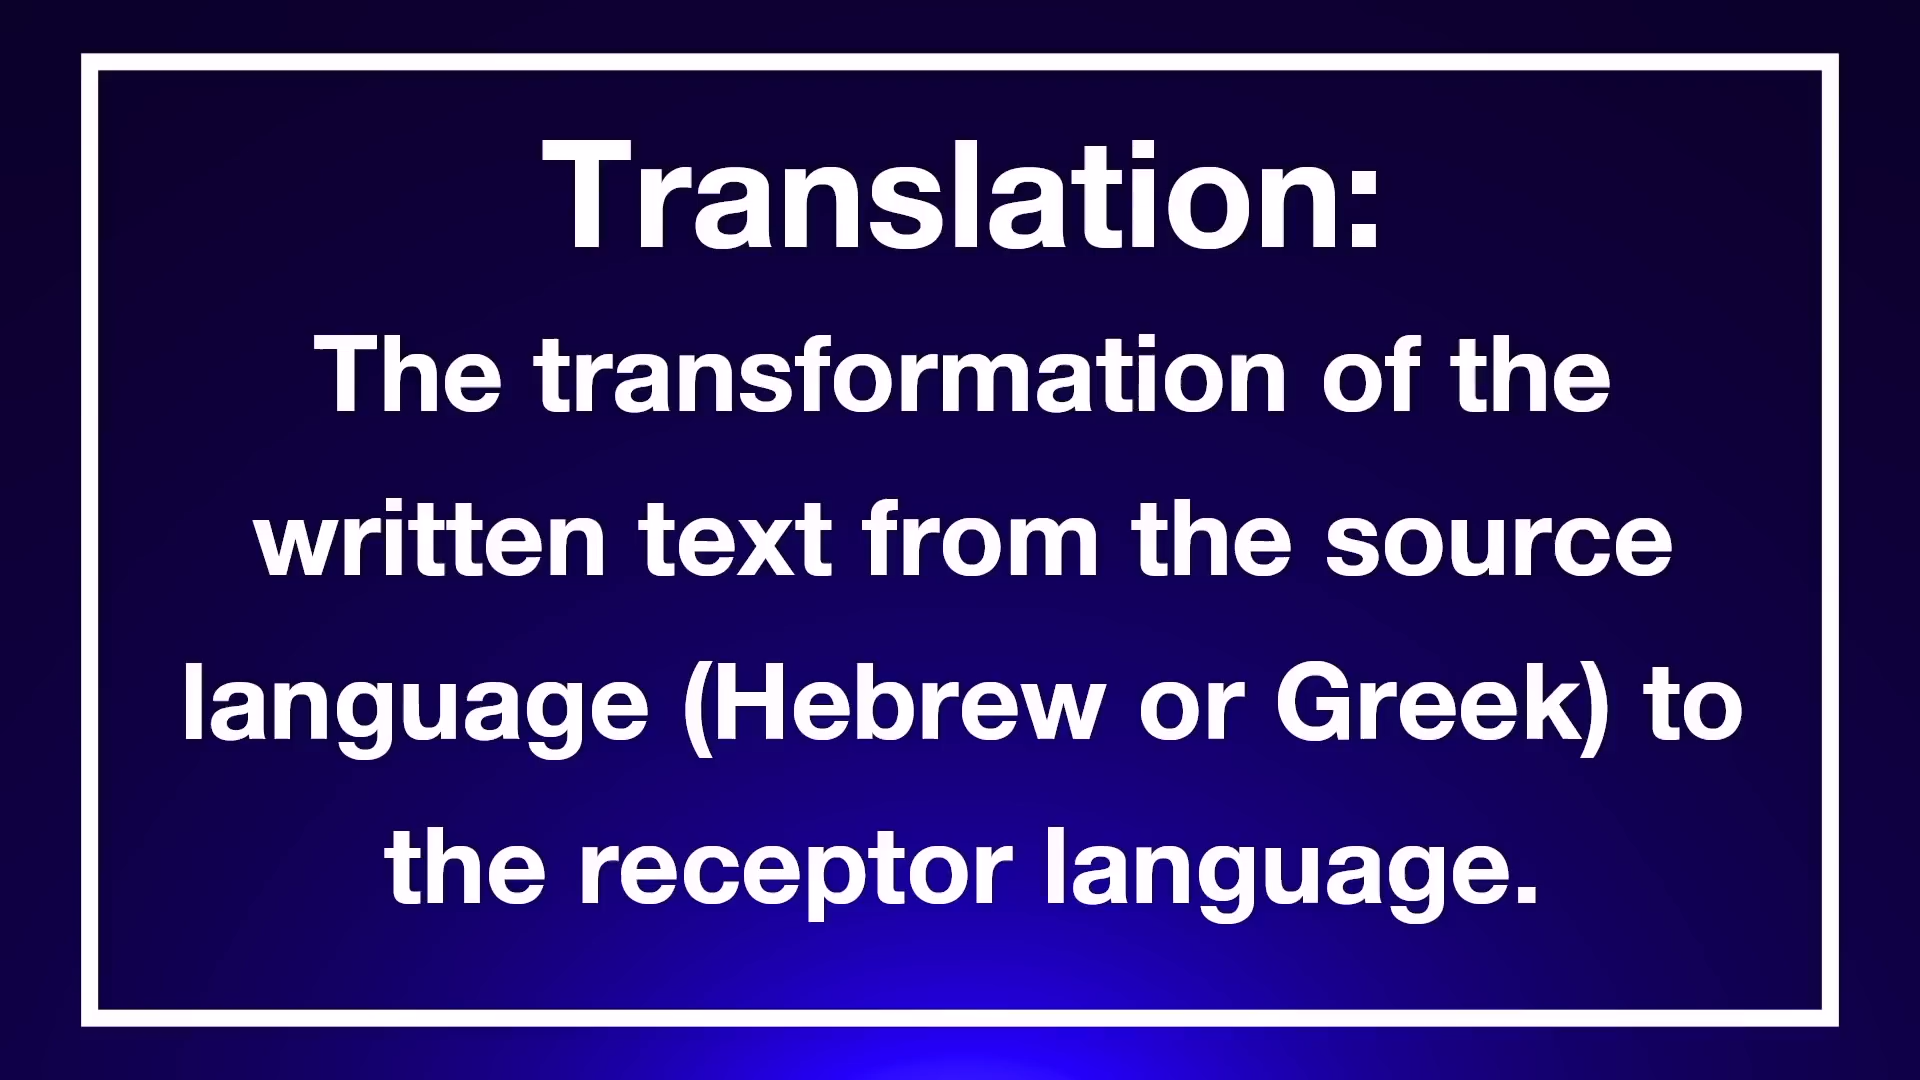 Translation:
The transformation of the
written text from the source
language (Hebrew or Greek) to
the receptor language.